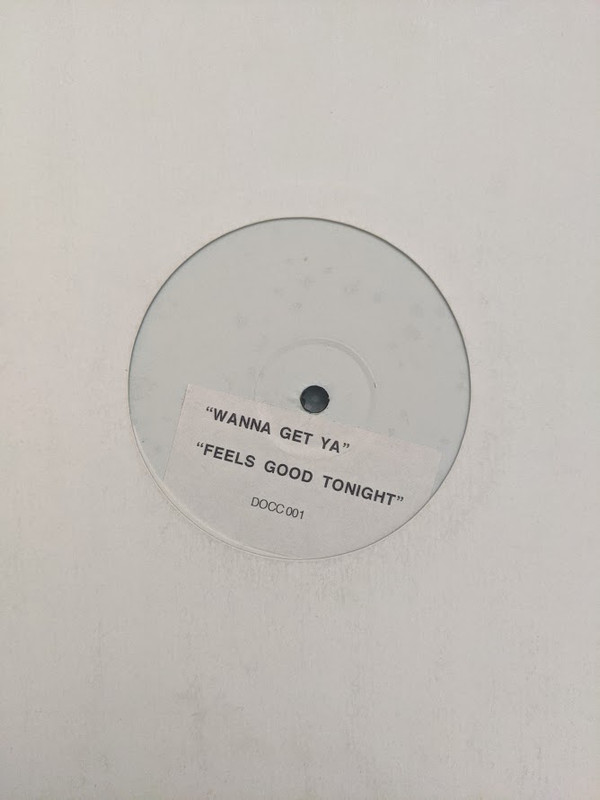 “WANNA GET YA”
“FEELS GOOD TONIGHT”
DOCC 001